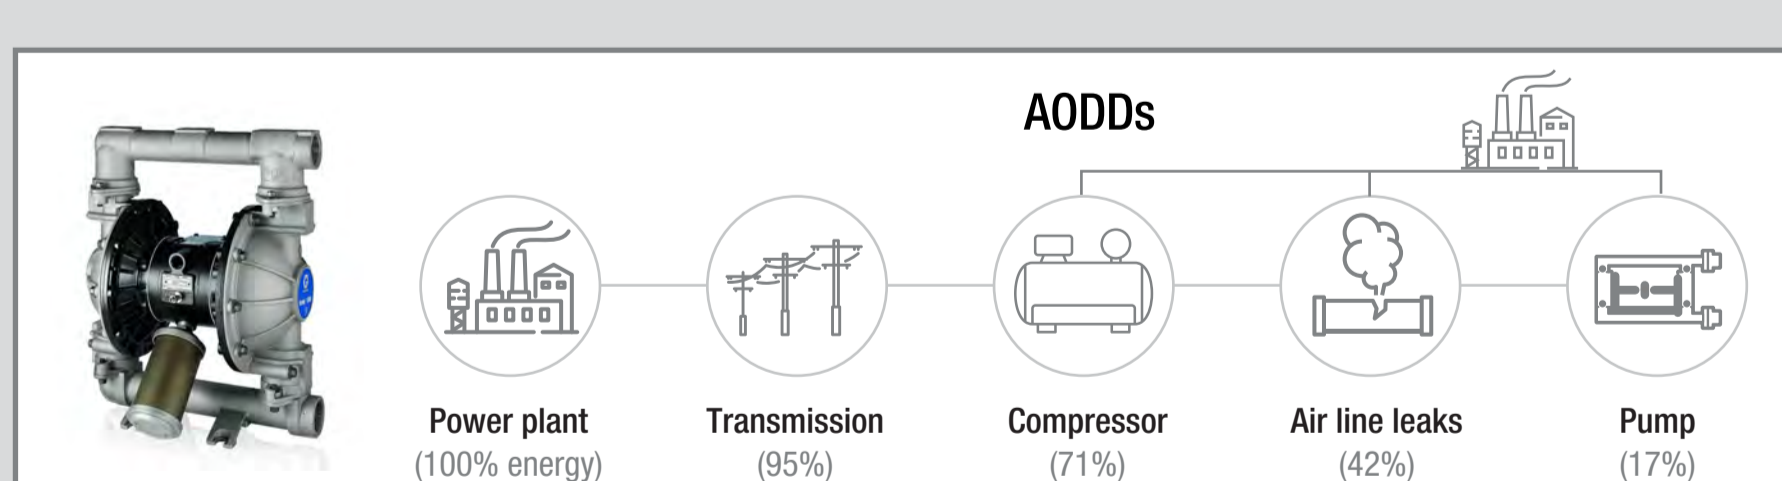 AODDs
Power plant
(100% energy)
Transmission
(95%)
Compressor
(71%)
Air line leaks
(42%)
Pump
(17%)